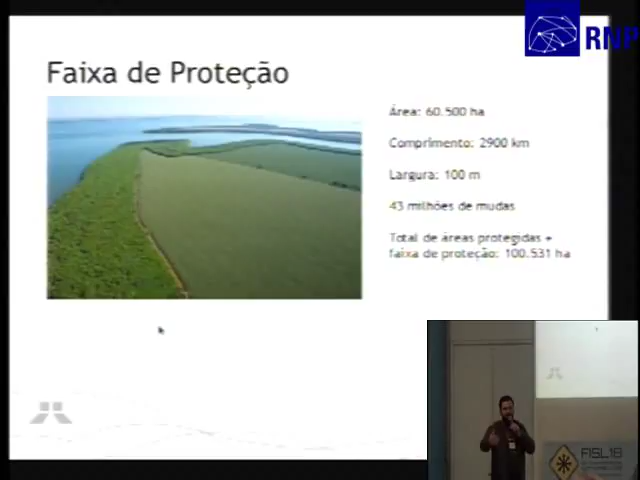 RNP
Faixa de Proteção
Área: 60.500 ha
Comprimento: 2900 km
Largura: 100 m
43 milhões de mudas
Total de áreas protegidas +
faixa de proteção: 100.531 ha
FISL18